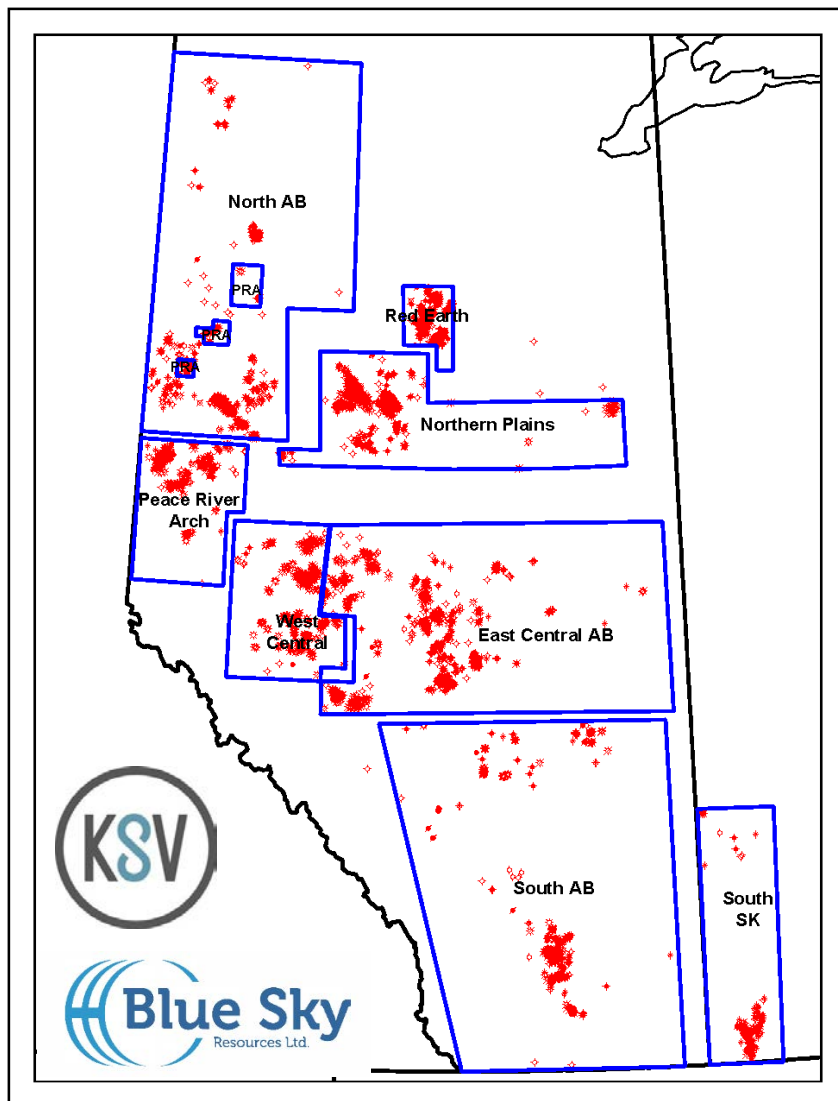 North AB
PRA
Red Earth
PRA
PRA
Northern Plains
Peace River
Arch
West
Central
East Central AB
KSV
South AB
South
SK
Blue Sky
Resources Ltd.